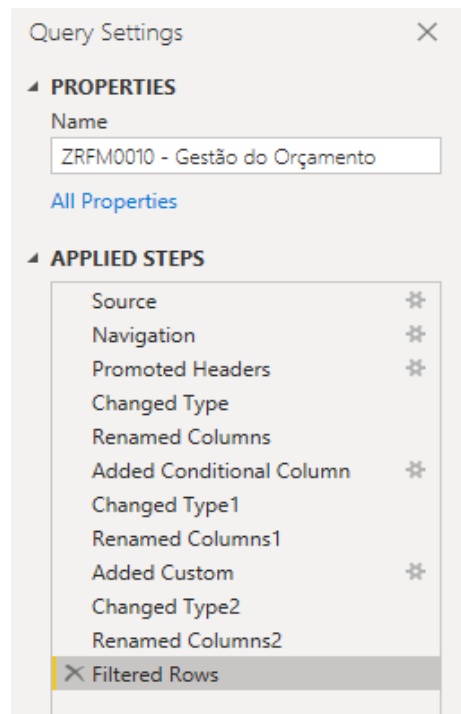 Query Settings
PROPERTIES
Name
ZRFM0010 - Gestão do Orçamento
All Properties
APPLIED STEPS
Source
Navigation
Promoted Headers
Changed Type
Renamed Columns
Added Conditional Column
Changed Type1
Renamed Columns1
Added Custom
Changed Type2
Renamed Columns2
Filtered Rows